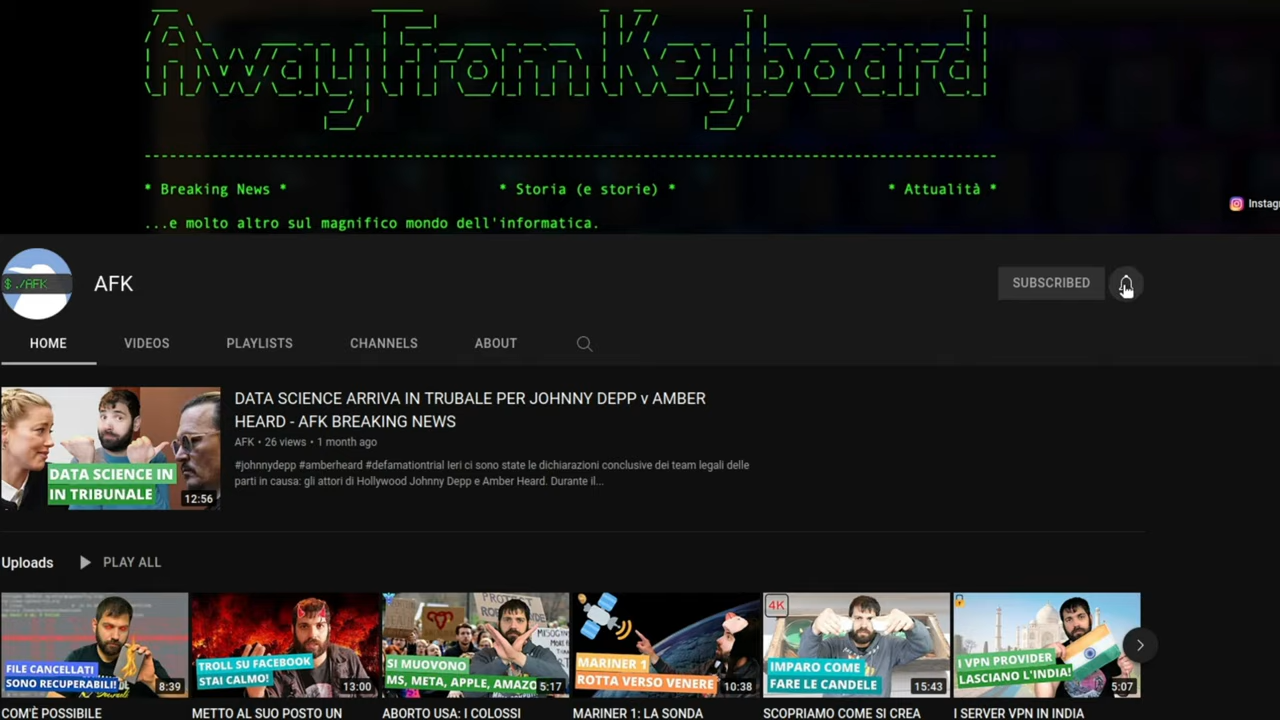 AwayFromKeyboard
* Breaking News * * Storia (e storie) * * Attualità *
...e molto altro sul magnifico mondo dell'informatica.
$ ./AFK
AFK
SUBSCRIBED
HOME VIDEOS PLAYLISTS CHANNELS ABOUT
DATA SCIENCE IN
IN TRIBUNALE
12:56
DATA SCIENCE ARRIVA IN TRUBALE PER JOHNNY DEPP v AMBER
HEARD - AFK BREAKING NEWS
AFK • 26 views • 1 month ago
#johnnydepp #amberheard #defamationtrial Ieri ci sono state le dichiarazioni conclusive dei team legali delle
parti in causa: gli attori di Hollywood Johnny Depp e Amber Heard. Durante il...
Uploads PLAY ALL
FILE CANCELLATI
SONO RECUPERABILI!
8:39
TROLL SU FACEBOOK
STAI CALMO!
13:00
SI MUOVONO
MS, META, APPLE, AMAZO
5:17
MARINER 1
ROTTA VERSO VENERE
10:38
4K
IMPARO COME
FARE LE CANDELE
15:43
I VPN PROVIDER
LASCIANO L'INDIA!
5:07
COM'È POSSIBILE
METTO AL SUO POSTO UN
ABORTO USA: I COLOSSI
MARINER 1: LA SONDA
SCOPRIAMO COME SI CREA
I SERVER VPN IN INDIA